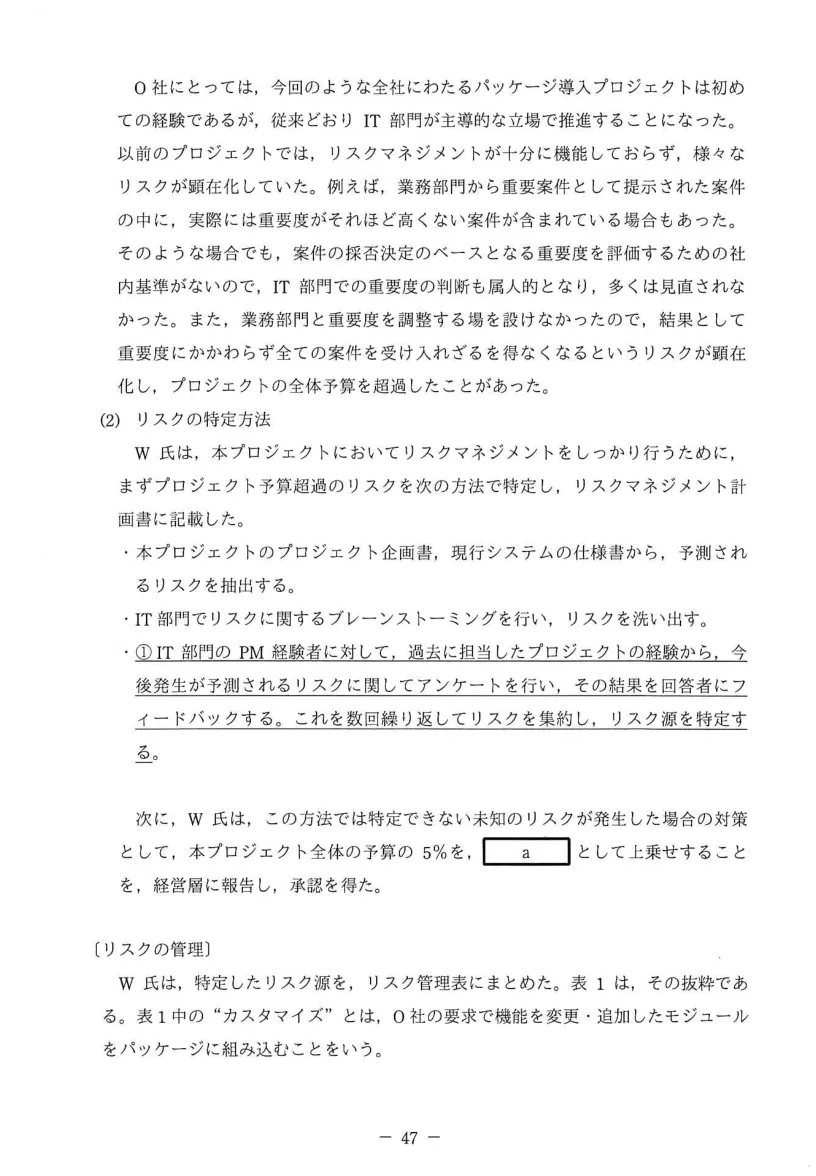 O 社にとっては，今回のような全社にわたるパッケージ導入プロジェクトは初め
ての経験であるが，従来どおり IT 部門が主導的な立場で推進することになった。
以前のプロジェクトでは，リスクマネジメントが十分に機能しておらず，様々な
リスクが顕在化していた。例えば，業務部門から重要案件として提示された案件
の中に，実際には重要度がそれほど高くない案件が含まれている場合もあった。
そのような場合でも，案件の採否決定のベースとなる重要度を評価するための社
内基準がないので，IT 部門での重要度の判断も属人的となり，多くは見直されな
かった。また，業務部門と重要度を調整する場を設けなかったので，結果として
重要度にかかわらず全ての案件を受け入れざるを得なくなるというリスクが顕在
化し，プロジェクトの全体予算を超過したことがあった。
(2) リスクの特定方法
W 氏は，本プロジェクトにおいてリスクマネジメントをしっかり行うために，
まずプロジェクト予算超過のリスクを次の方法で特定し，リスクマネジメント計
画書に記載した。
・本プロジェクトのプロジェクト企画書，現行システムの仕様書から，予測され
るリスクを抽出する。
・IT 部門でリスクに関するブレーンストーミングを行い，リスクを洗い出す。
・①IT 部門の PM 経験者に対して，過去に担当したプロジェクトの経験から，今
後発生が予測されるリスクに関してアンケートを行い，その結果を回答者にフ
ィードバックする。これを数回繰り返してリスクを集約し，リスク源を特定す
る。
次に，W 氏は，この方法では特定できない未知のリスクが発生した場合の対策
として，本プロジェクト全体の予算の 5％を， a として上乗せすること
を，経営層に報告し，承認を得た。
〔リスクの管理〕
W 氏は，特定したリスク源を，リスク管理表にまとめた。表 1 は，その抜粋であ
る。表 1 中の“カスタマイズ”とは，O 社の要求で機能を変更・追加したモジュール
をパッケージに組み込むことをいう。
－ 47 －